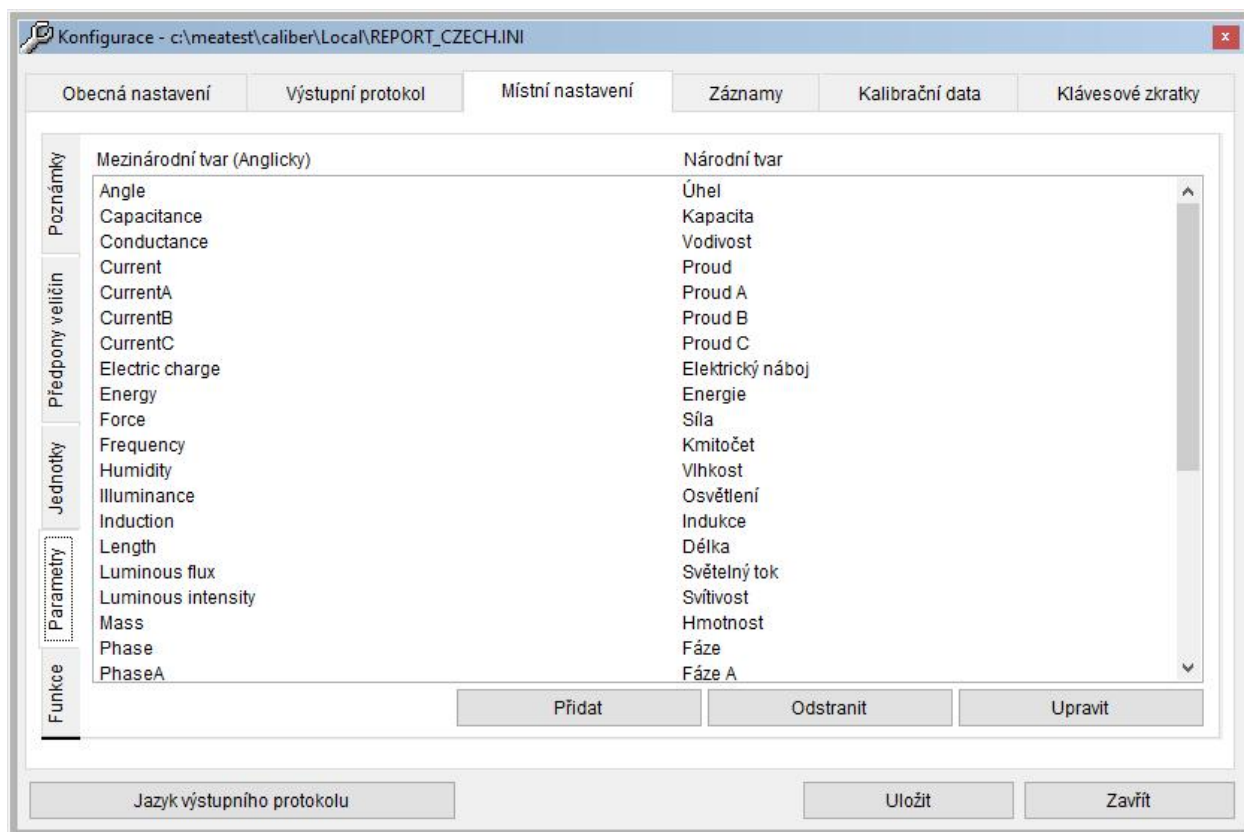 Konfigurace - c:\meatest\caliber\Local\REPORT_CZECH.INI
x
Obecná nastavení Výstupní protokol Místní nastavení Záznamy Kalibrační data Klávesové zkratky
Poznámky
Předpony veličin
Jednotky
Parametry
Funkce
Mezinárodní tvar (Anglicky) Národní tvar
Angle Úhel
Capacitance Kapacita
Conductance Vodivost
Current Proud
CurrentA Proud A
CurrentB Proud B
CurrentC Proud C
Electric charge Elektrický náboj
Energy Energie
Force Síla
Frequency Kmitočet
Humidity Vlhkost
Illuminance Osvětlení
Induction Indukce
Length Délka
Luminous flux Světelný tok
Luminous intensity Svítivost
Mass Hmotnost
Phase Fáze
PhaseA Fáze A
Přidat Odstranit Upravit
Jazyk výstupního protokolu Uložit Zavřít